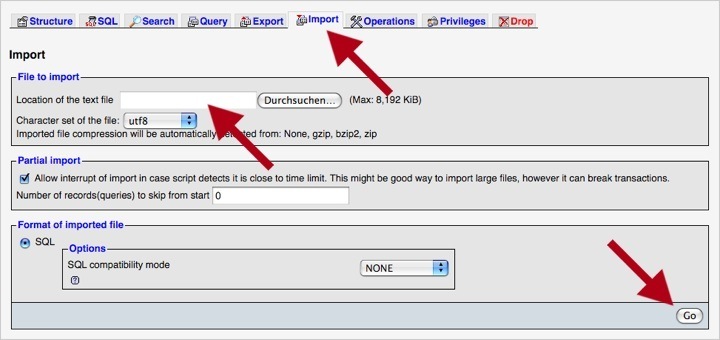 Structure SQL Search Query Export Import Operations Privileges Drop
Import
File to import
Location of the text file Durchsuchen... (Max: 8,192 KiB)
Character set of the file: utf8
Imported file compression will be automatically detected from: None, gzip, bzip2, zip
Partial import
Allow interrupt of import in case script detects it is close to time limit. This might be good way to import large files, however it can break transactions.
Number of records(queries) to skip from start 0
Format of imported file
SQL
Options
SQL compatibility mode NONE
?
Go